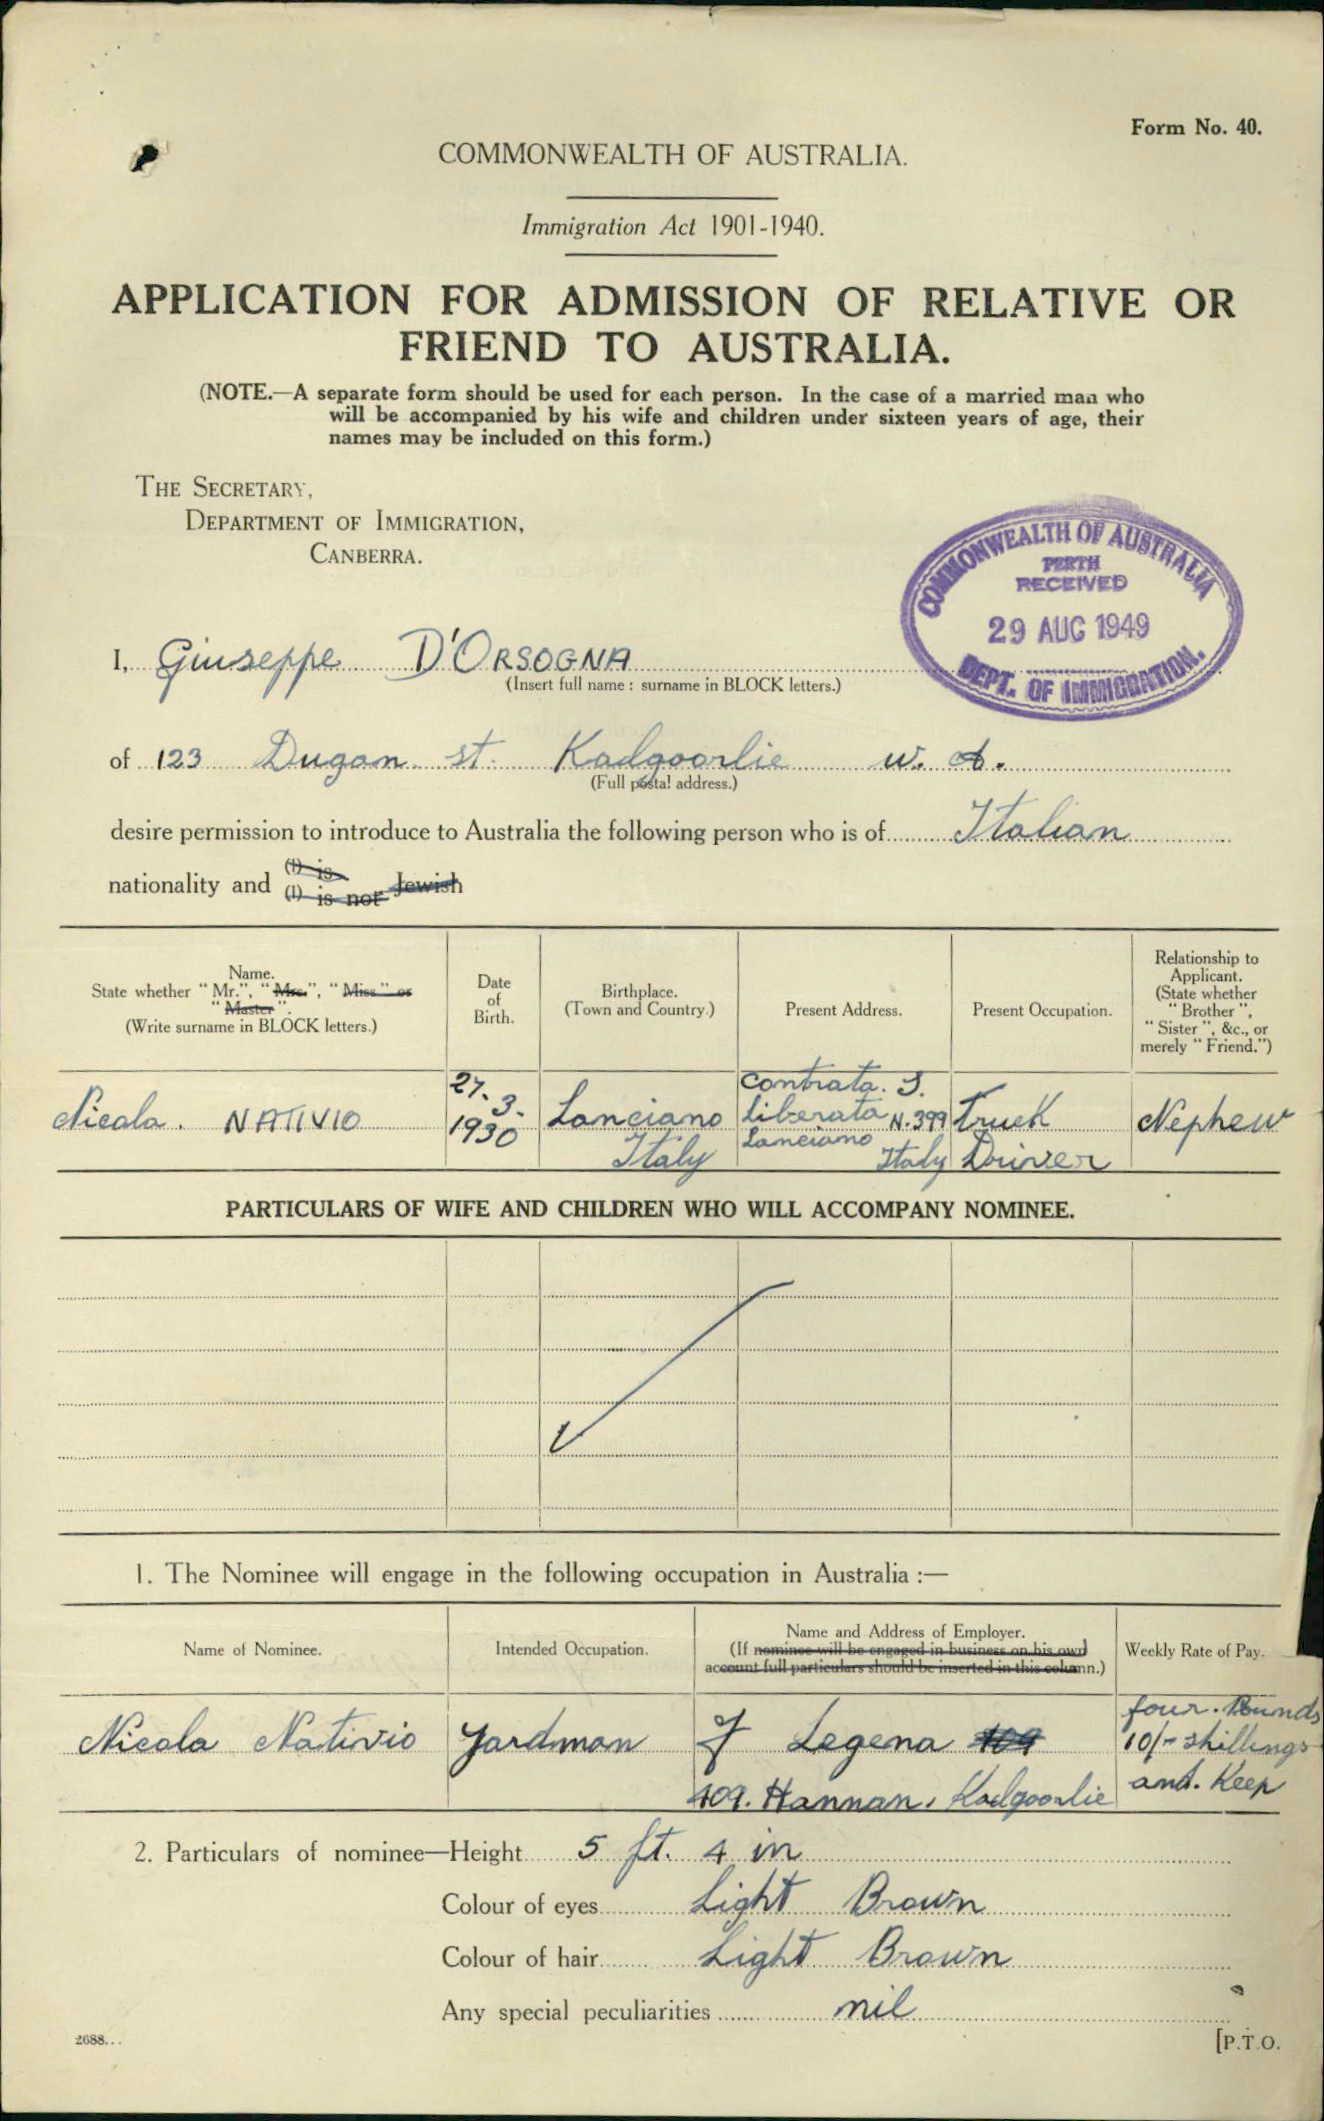 Form No. 40.
COMMONWEALTH OF AUSTRALIA.
Immigration Act 1901-1940.
APPLICATION FOR ADMISSION OF RELATIVE OR
FRIEND TO AUSTRALIA.
(NOTE.—A separate form should be used for each person. In the case of a married man who
will be accompanied by his wife and children under sixteen years of age, their
names may be included on this form.)
THE SECRETARY,
DEPARTMENT OF IMMIGRATION,
CANBERRA.
COMMONWEALTH OF AUSTRALIA
PERTH
RECEIVED
29 AUG 1949
DEPT. OF IMMIGRATION.
I, Giuseppe D'ORSOGNA
(Insert full name : surname in BLOCK letters.)
of 123 Dugan st. Kadgoorlie W. A.
(Full postal address.)
desire permission to introduce to Australia the following person who is of Italian
nationality and (1) is
(1) is not Jewish
Name.
State whether "Mr.", "Mrs.", "Miss" or
"Master".
(Write surname in BLOCK letters.)
Date
of
Birth.
Birthplace.
(Town and Country.)
Present Address.
Present Occupation.
Relationship to
Applicant.
(State whether
"Brother",
"Sister", &c., or
merely "Friend.")
Nicola. NATIVIO
27.
3.
1930
Lanciano
Italy
Contrata. S.
Liberata N. 399
Lanciano
Italy
Truck
Driver
Nephew
PARTICULARS OF WIFE AND CHILDREN WHO WILL ACCOMPANY NOMINEE.
1. The Nominee will engage in the following occupation in Australia :—
Name of Nominee.
Intended Occupation.
Name and Address of Employer.
(If nominee will be engaged in business on his own
account full particulars should be inserted in this column.)
Weekly Rate of Pay.
Nicola Nativio
Yardman
J Legena 409
409. Hannan, Kadgoorlie
four. Pounds
10/- shillings
and. Keep
2. Particulars of nominee—Height 5 ft. 4 in
Colour of eyes Light Brown
Colour of hair Light Brown
Any special peculiarities nil
2688...
[P.T.O.